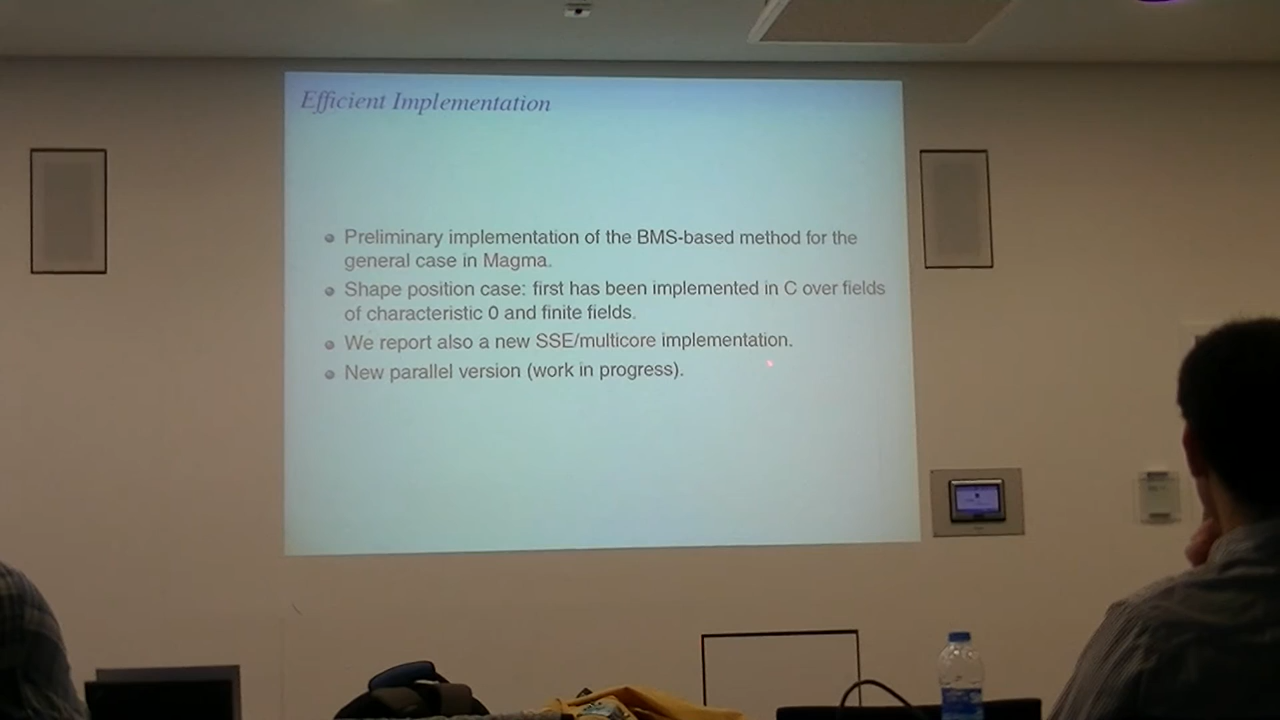 Efficient Implementation
Preliminary implementation of the BMS-based method for the
general case in Magma.
Shape position case: first has been implemented in C over fields
of characteristic 0 and finite fields.
We report also a new SSE/multicore implementation.
New parallel version (work in progress).